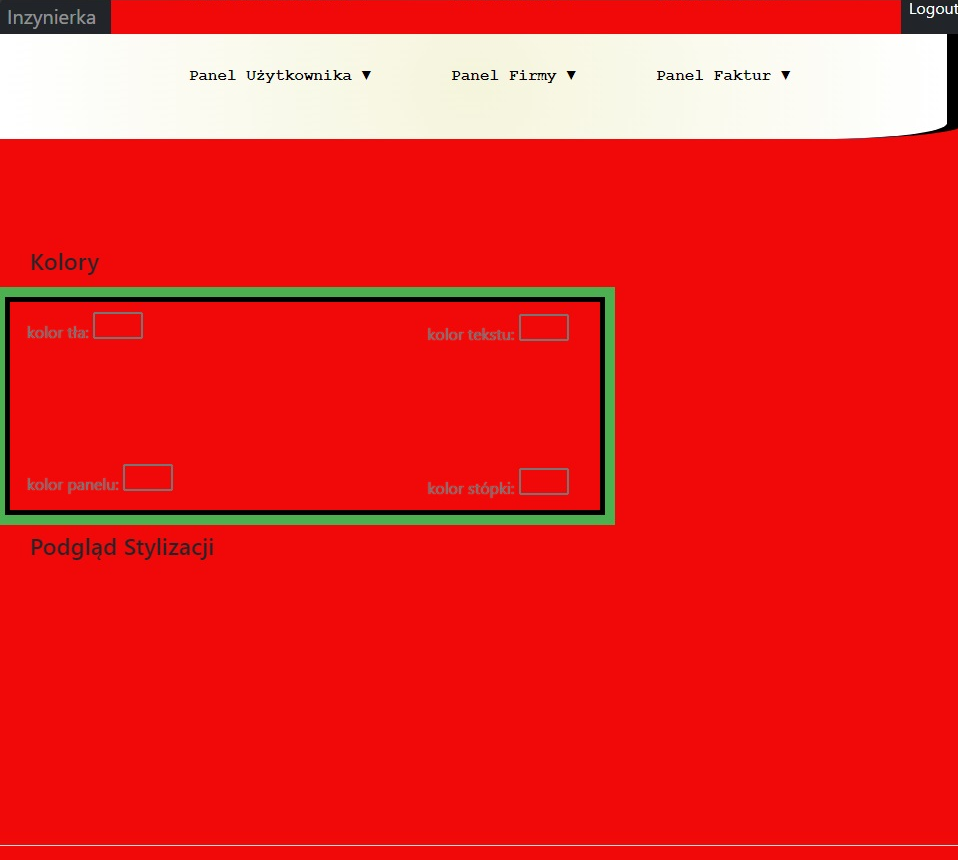 Inzynierka
Logout
Panel Użytkownika ▼ Panel Firmy ▼ Panel Faktur ▼
Kolory
kolor tła: kolor tekstu:
kolor panelu: kolor stópki:
Podgląd Stylizacji